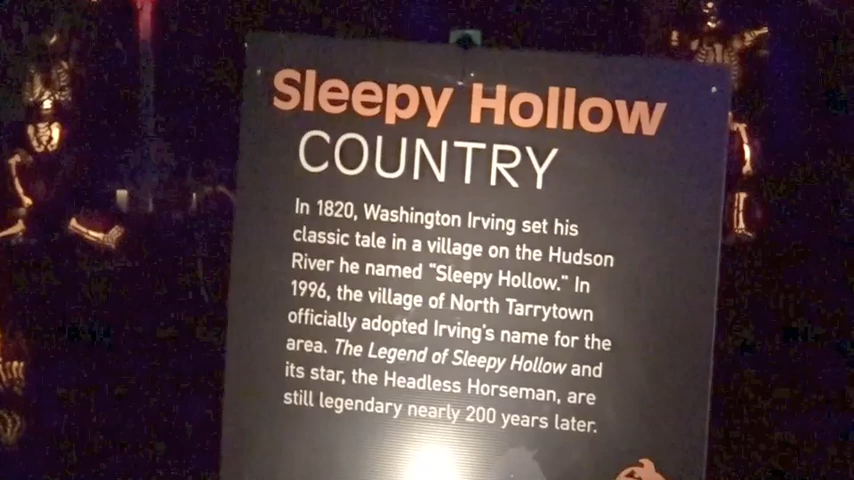 Sleepy Hollow
COUNTRY
In 1820, Washington Irving set his
classic tale in a village on the Hudson
River he named "Sleepy Hollow." In
1996, the village of North Tarrytown
officially adopted Irving's name for the
area. The Legend of Sleepy Hollow and
its star, the Headless Horseman, are
still legendary nearly 200 years later.